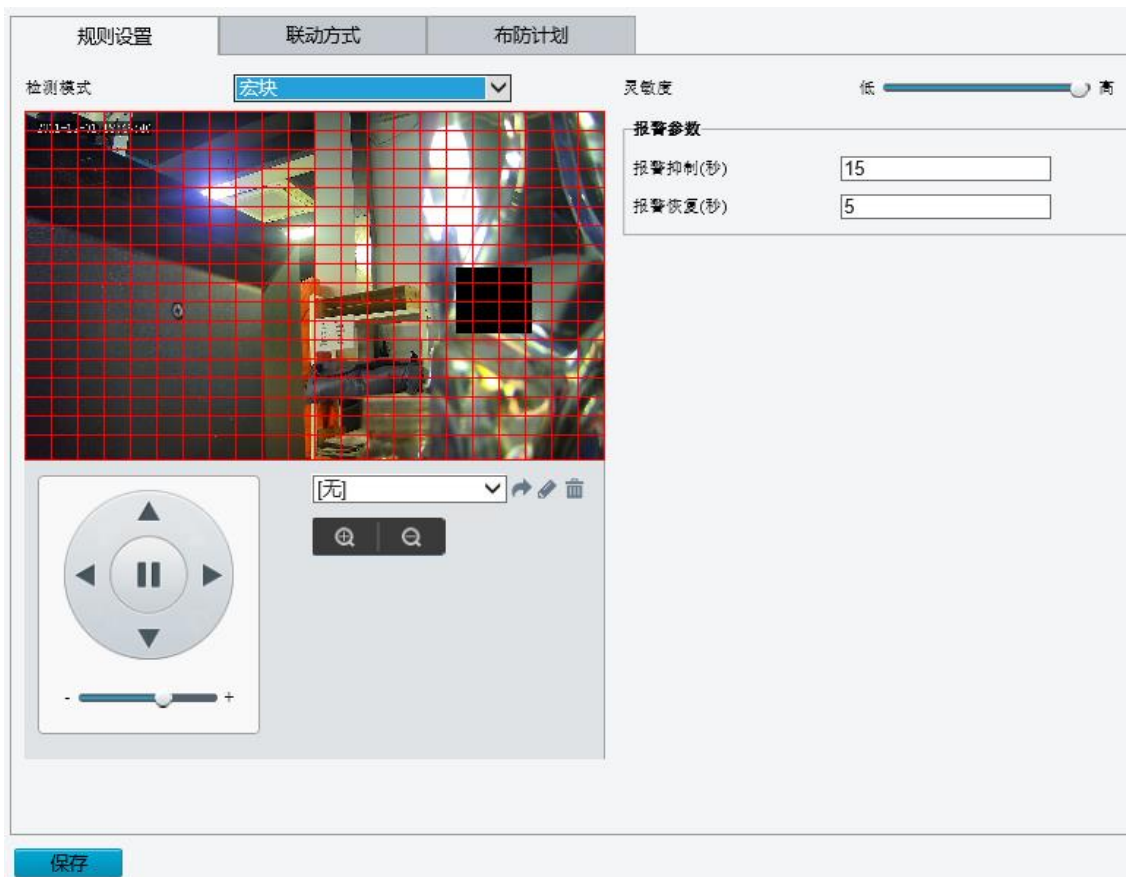 规则设置 联动方式 布防计划
检测模式 宏块 灵敏度 低 高
报警参数
报警抑制(秒) 15
报警恢复(秒) 5
[无]
- +
保存